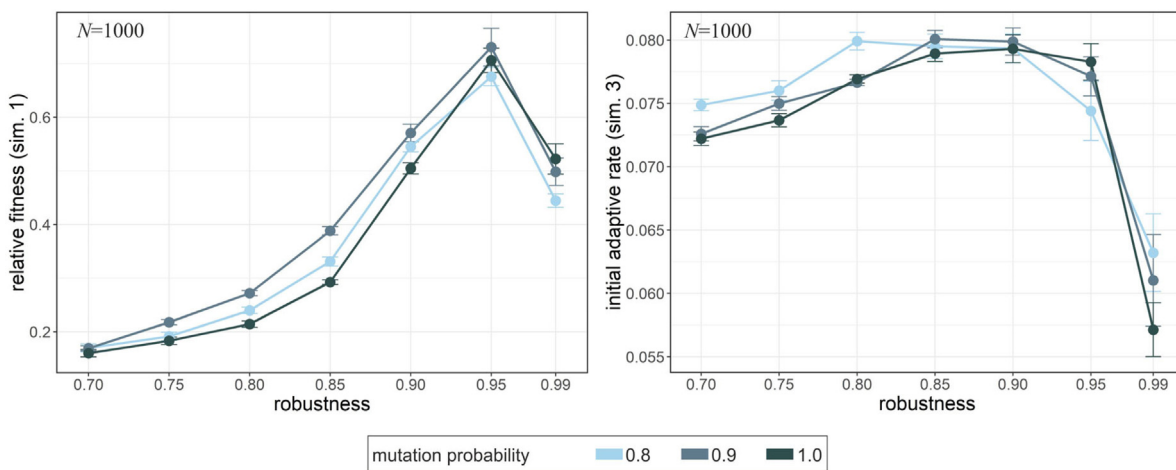 N=1000
relative fitness (sim. 1)
0.6
0.4
0.2
0.70 0.75 0.80 0.85 0.90 0.95 0.99
robustness
N=1000
initial adaptive rate (sim. 3)
0.080
0.075
0.070
0.065
0.060
0.055
0.70 0.75 0.80 0.85 0.90 0.95 0.99
robustness
mutation probability 0.8 0.9 1.0